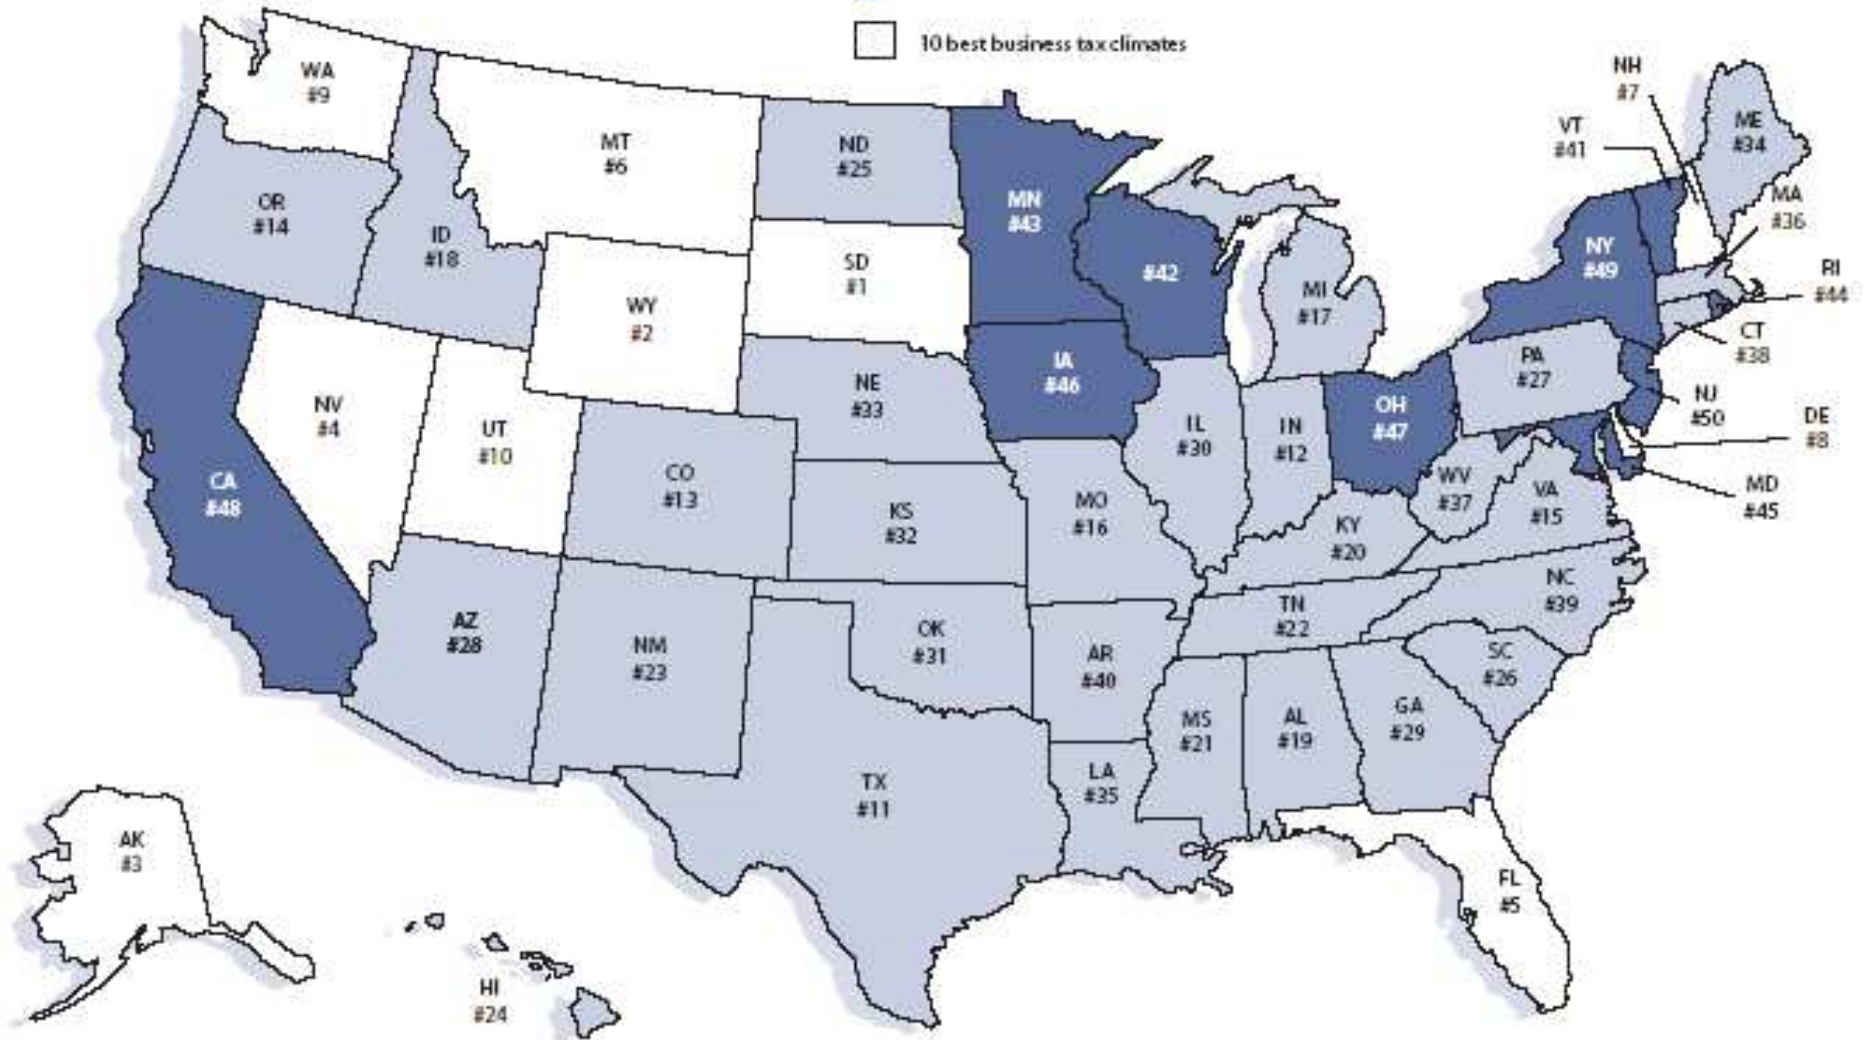 10 best business tax climates
WA
#9
MT
#6
ND
#25
MN
#43
#42
MI
#17
OR
#14
ID
#18
WY
#2
SD
#1
IA
#46
NE
#33
NV
#4
UT
#10
CO
#13
KS
#32
MO
#16
IL
#30
IN
#12
OH
#47
PA
#27
NY
#49
VT
#41
NH
#7
ME
#34
MA
#36
RI
#44
CT
#38
NJ
#50
DE
#8
MD
#45
WV
#37
VA
#15
KY
#20
NC
#39
TN
#22
SC
#26
CA
#48
AZ
#28
NM
#23
OK
#31
AR
#40
MS
#21
AL
#19
GA
#29
TX
#11
LA
#35
FL
#5
AK
#3
HI
#24